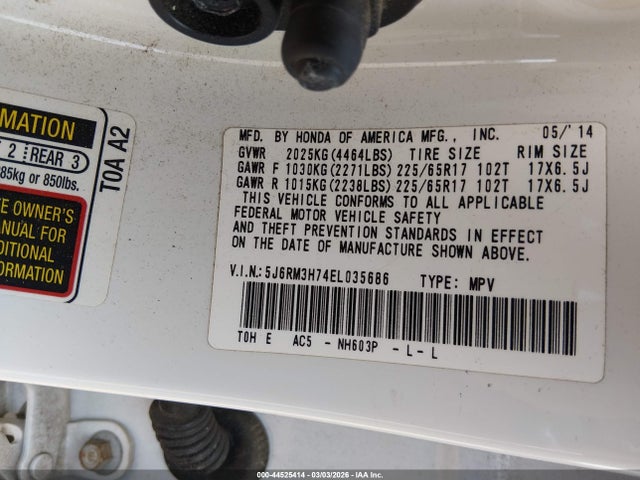 MATION
2 REAR 3
85kg or 850lbs.
E OWNER'S
ANUAL FOR
DITIONAL
ORMATION
T0A A2
MFD. BY HONDA OF AMERICA MFG., INC. 05/'14
GVWR 2025KG(4464LBS) TIRE SIZE RIM SIZE
GAWR F 1030KG(2271LBS) 225/65R17 102T 17X6.5J
GAWR R 1015KG(2238LBS) 225/65R17 102T 17X6.5J
THIS VEHICLE CONFORMS TO ALL APPLICABLE
FEDERAL MOTOR VEHICLE SAFETY
AND THEFT PREVENTION STANDARDS IN EFFECT
ON THE DATE OF MANUFACTURE SHOWN ABOVE.
V.I.N.:5J6RM3H74EL035686 TYPE: MPV
T0H E AC5 - NH603P - L - L
000-44525414 - 03/03/2026 - IAA Inc.